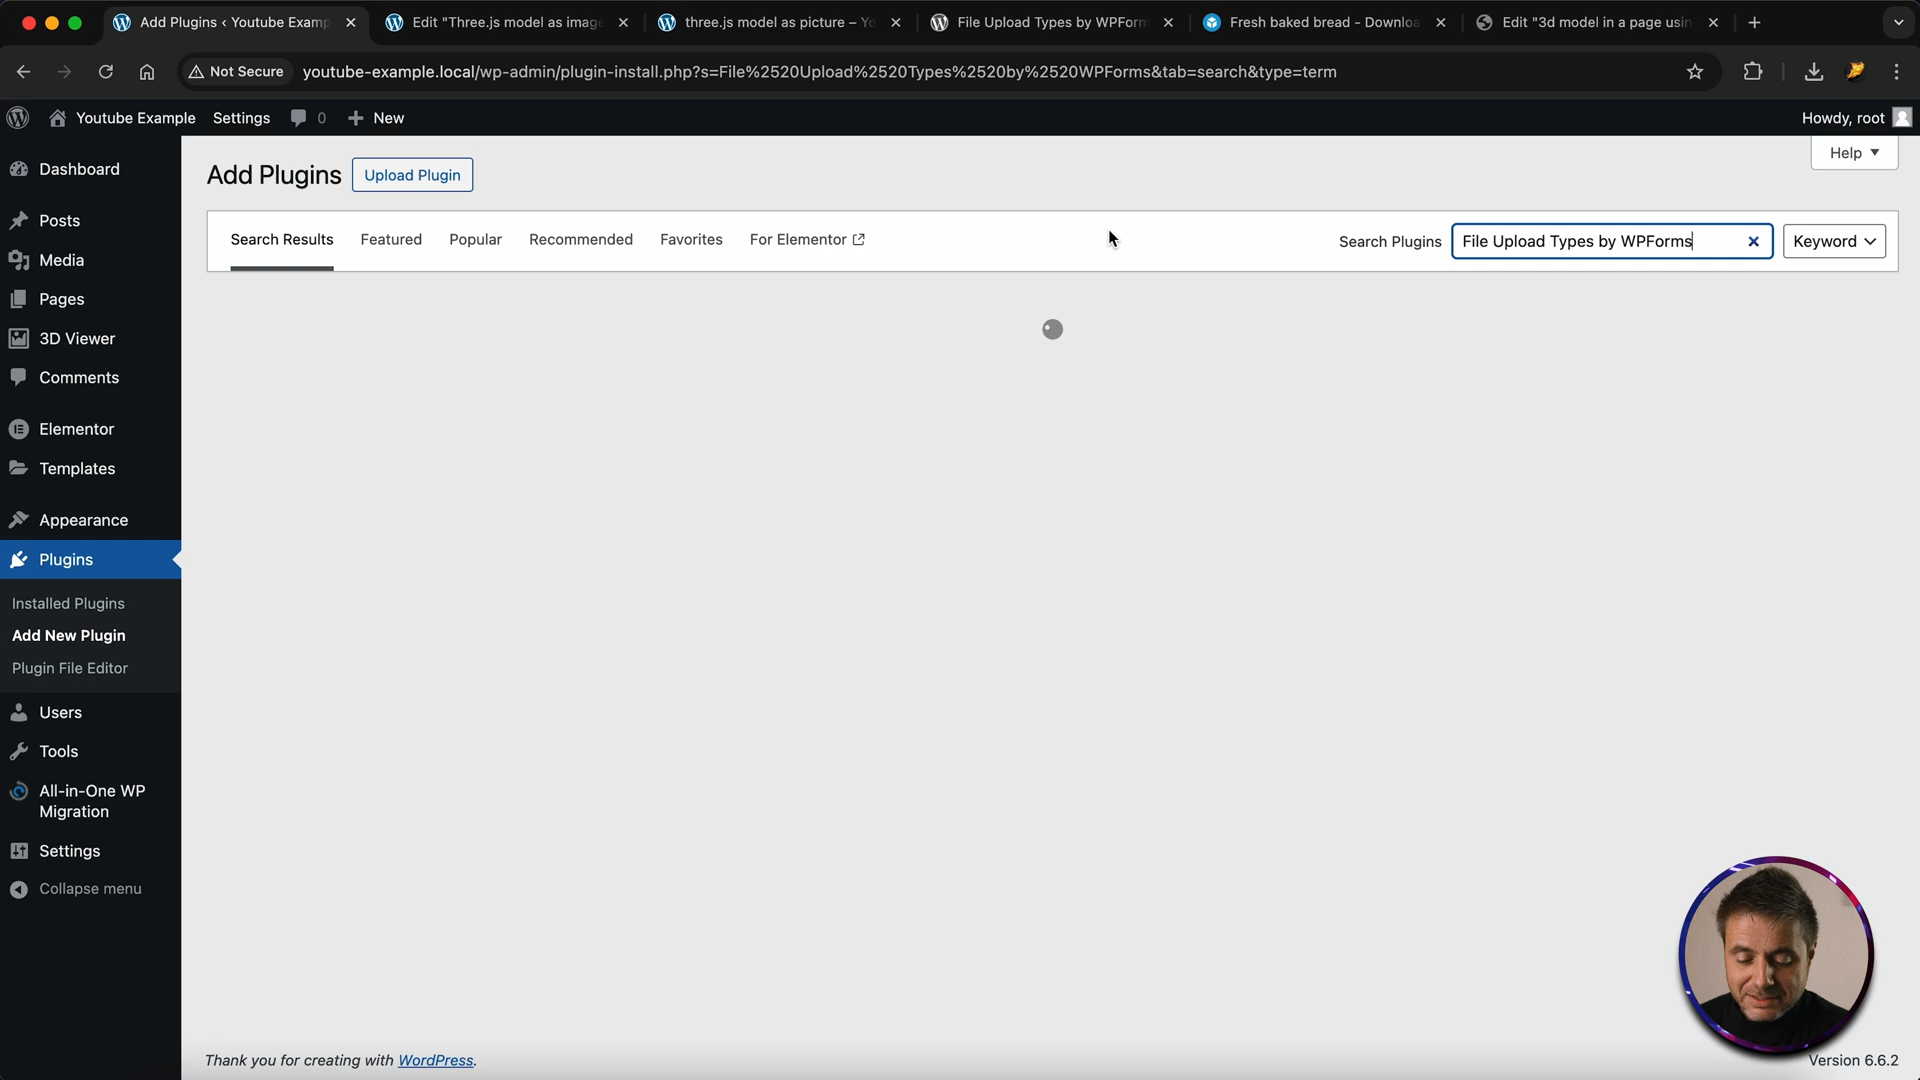 Add Plugins ‹ Youtube Examp
Edit "Three.js model as image
three.js model as picture – Yo
File Upload Types by WPForm
Fresh baked bread - Downloa
Edit "3d model in a page usin
Not Secure
youtube-example.local/wp-admin/plugin-install.php?s=File%2520Upload%2520Types%2520by%2520WPForms&tab=search&type=term
Youtube Example
Settings
0
New
Howdy, root
Dashboard
Posts
Media
Pages
3D Viewer
Comments
Elementor
Templates
Appearance
Plugins
Installed Plugins
Add New Plugin
Plugin File Editor
Users
Tools
All-in-One WP
Migration
Settings
Collapse menu
Help
Add Plugins
Upload Plugin
Search Results
Featured
Popular
Recommended
Favorites
For Elementor
Search Plugins
File Upload Types by WPForms
Keyword
Thank you for creating with WordPress.
Version 6.6.2